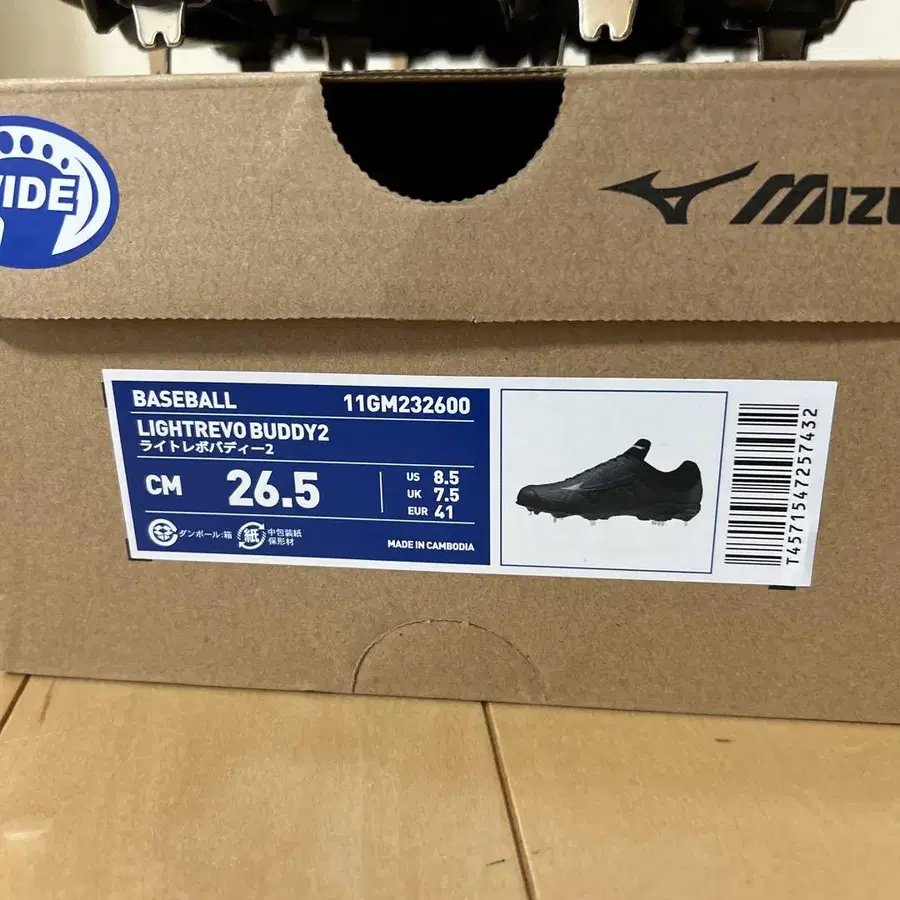 WIDE
MIZU
BASEBALL 11GM232600
LIGHTREVO BUDDY2
ライトレボバディー2
CM 26.5
US 8.5
UK 7.5
EUR 41
ダンボール:箱
紙 中包装紙
保形材
MADE IN CAMBODIA
T4571547257432